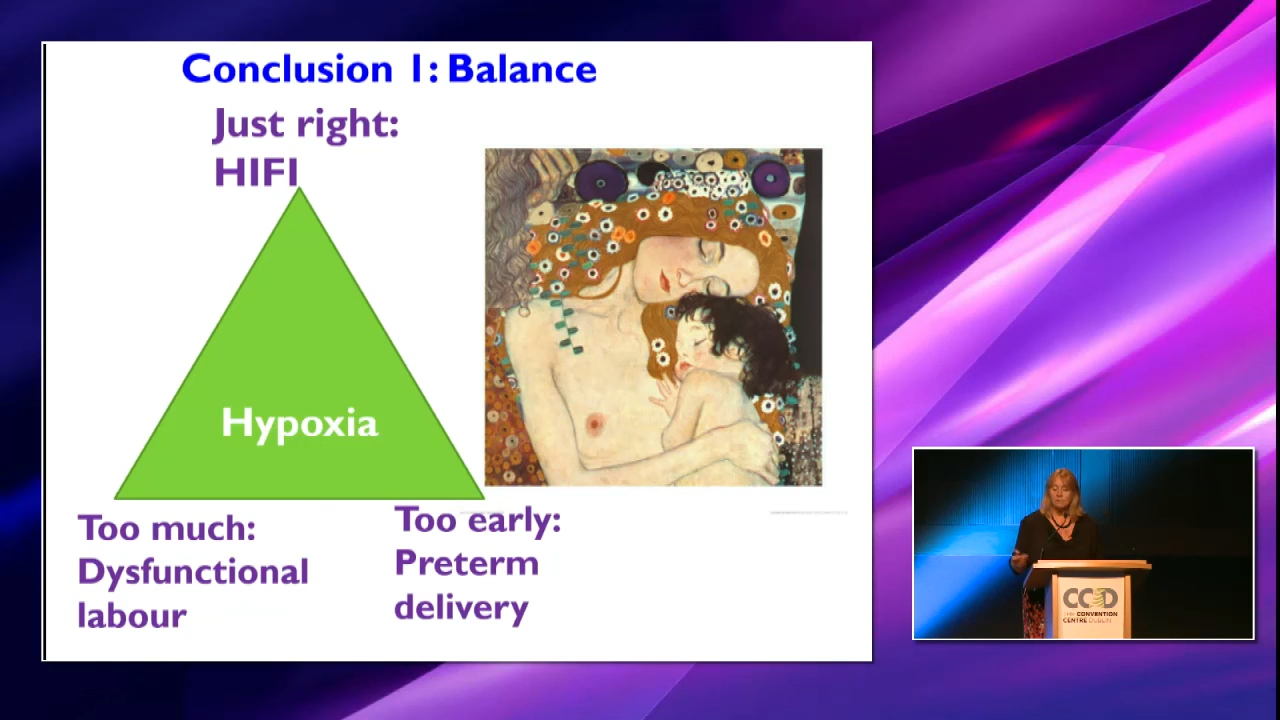 Conclusion 1: Balance
Just right:
HIFI
Hypoxia
Too much:
Dysfunctional
labour
Too early:
Preterm
delivery
THE CONVENTION
CENTRE DUBLIN